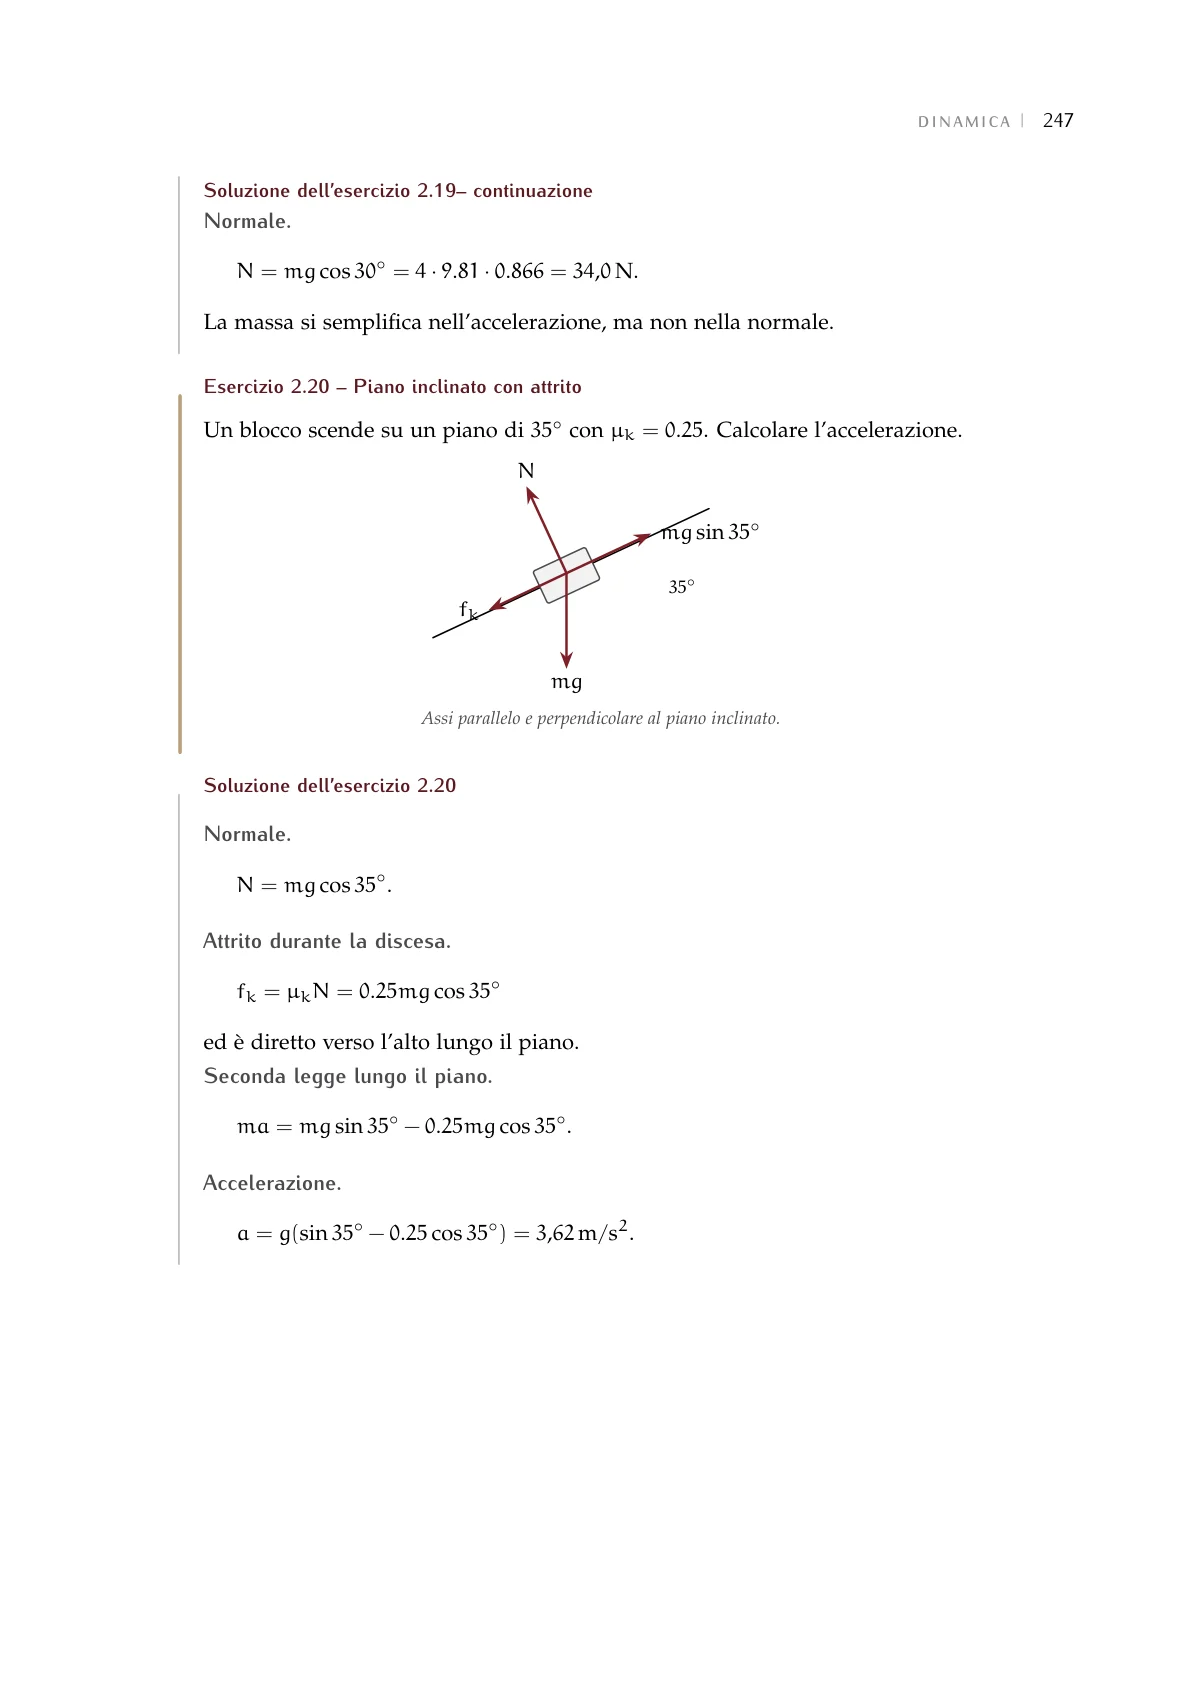 DINAMICA | 247
Soluzione dell'esercizio 2.19– continuazione
Normale.
N = mg cos 30° = 4 · 9.81 · 0.866 = 34,0 N.
La massa si semplifica nell'accelerazione, ma non nella normale.
Esercizio 2.20 – Piano inclinato con attrito
Un blocco scende su un piano di 35° con μk = 0.25. Calcolare l'accelerazione.
N
mg sin 35°
35°
fk
mg
Assi parallelo e perpendicolare al piano inclinato.
Soluzione dell'esercizio 2.20
Normale.
N = mg cos 35°.
Attrito durante la discesa.
fk = μkN = 0.25mg cos 35°
ed è diretto verso l'alto lungo il piano.
Seconda legge lungo il piano.
ma = mg sin 35° − 0.25mg cos 35°.
Accelerazione.
a = g(sin 35° − 0.25 cos 35°) = 3,62 m/s².